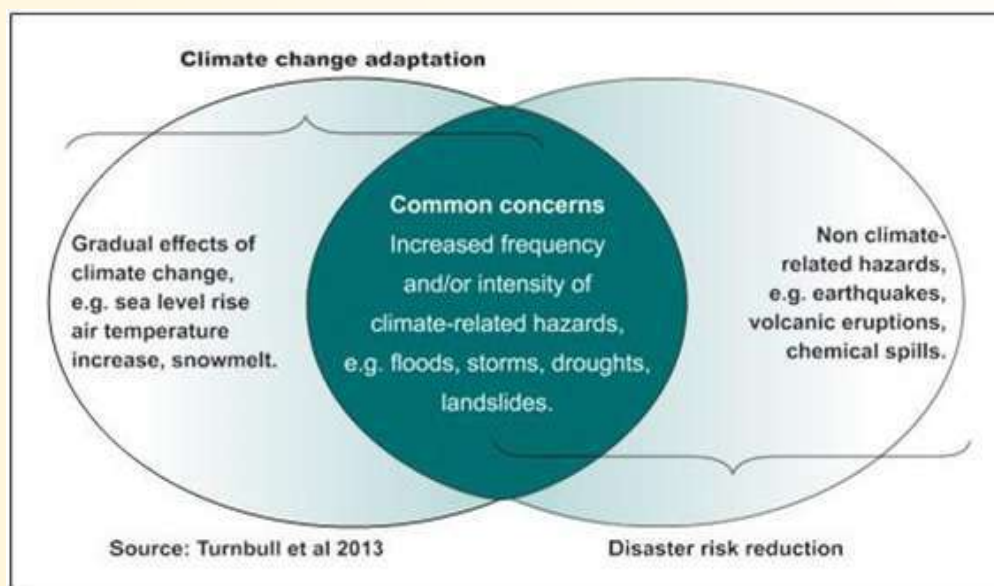 Climate change adaptation
Gradual effects of
climate change,
e.g. sea level rise
air temperature
increase, snowmelt.
Common concerns
Increased frequency
and/or intensity of
climate-related hazards,
e.g. floods, storms, droughts,
landslides.
Non climate-
related hazards,
e.g. earthquakes,
volcanic eruptions,
chemical spills.
Source: Turnbull et al 2013
Disaster risk reduction